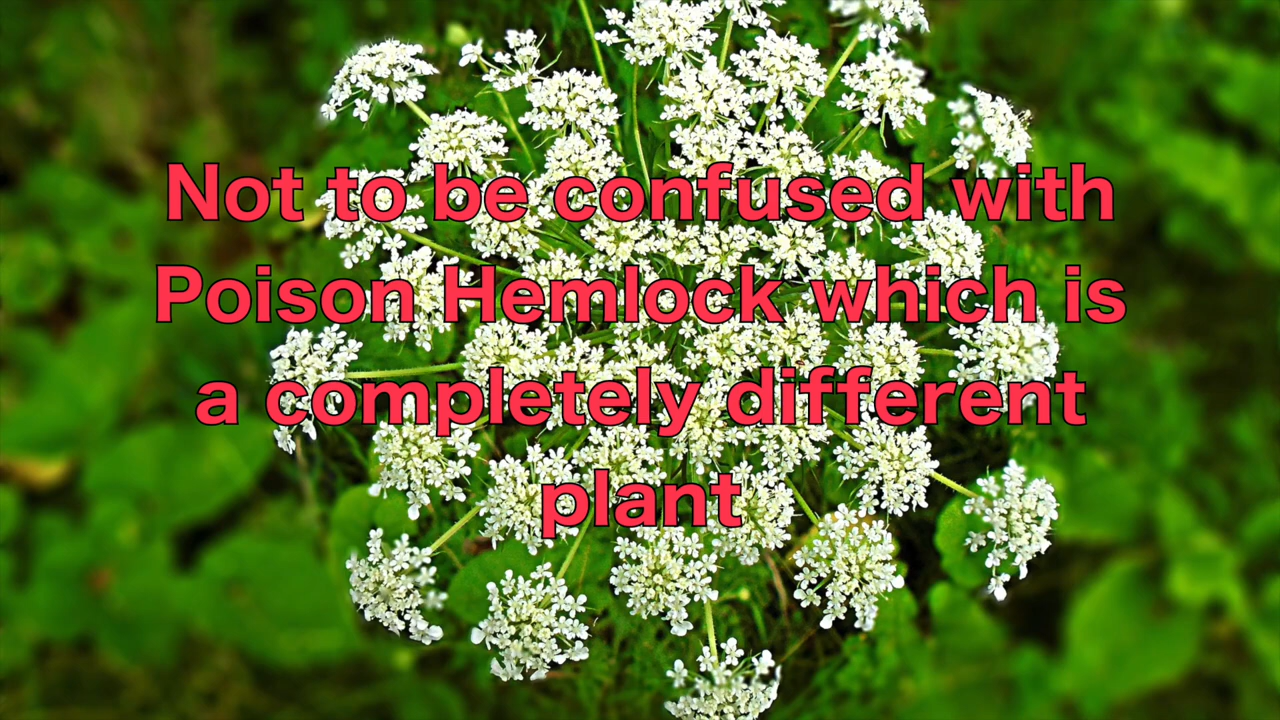 Not to be confused with
Poison Hemlock which is
a completely different
plant